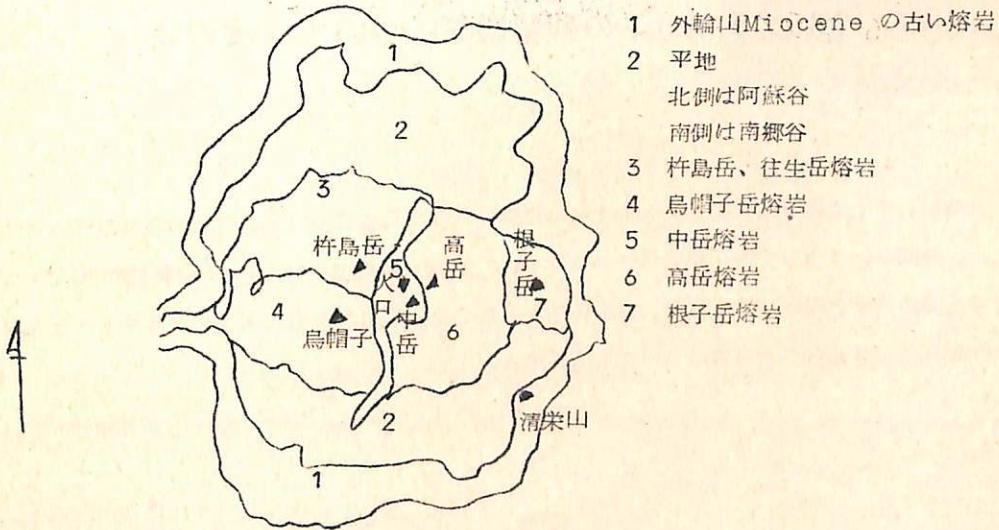 1 外輪山Miocene の古い熔岩
2 平地
北側は阿蘇谷
南側は南郷谷
3 杵島岳、往生岳熔岩
4 烏帽子岳熔岩
5 中岳熔岩
6 高岳熔岩
7 根子岳熔岩
1
2
3
杵島岳
5
火口
中岳
高岳
根子岳
7
4
烏帽子
6
2
清栄山
1